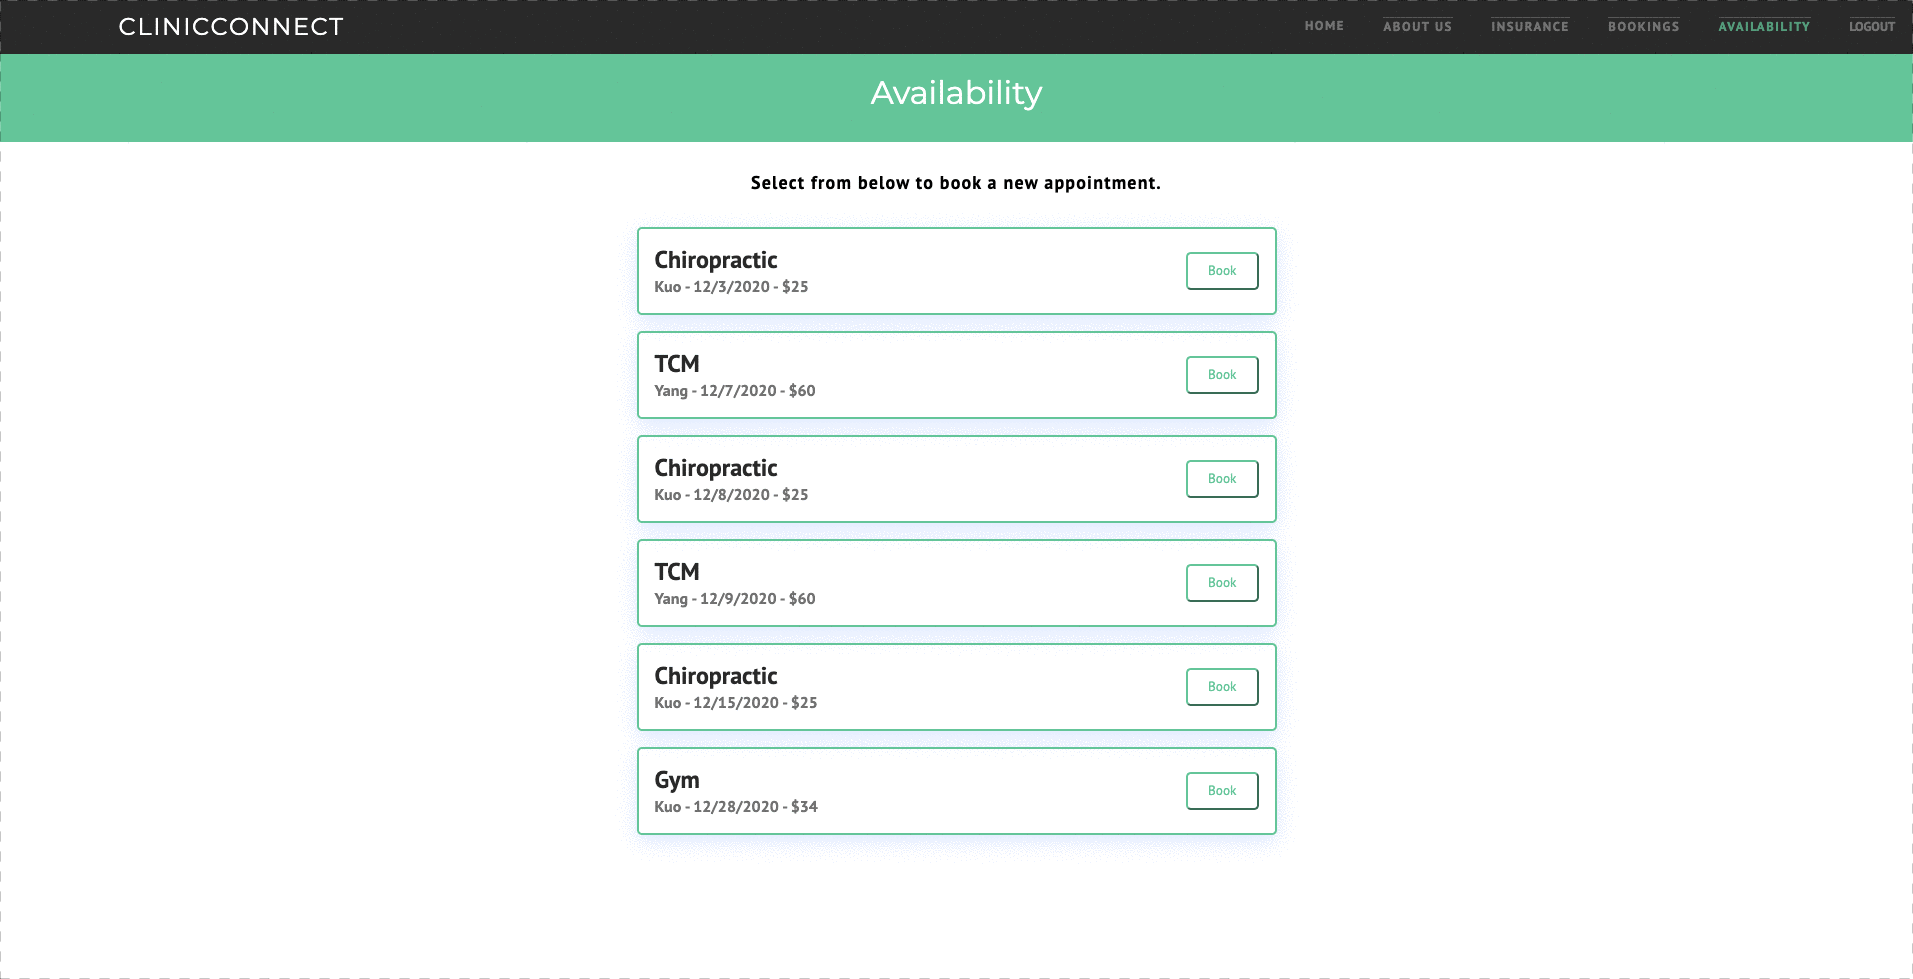 CLINICCONNECT
HOME ABOUT US INSURANCE BOOKINGS AVAILABILITY LOGOUT
Availability
Select from below to book a new appointment.
Chiropractic
Kuo - 12/3/2020 - $25
Book
TCM
Yang - 12/7/2020 - $60
Book
Chiropractic
Kuo - 12/8/2020 - $25
Book
TCM
Yang - 12/9/2020 - $60
Book
Chiropractic
Kuo - 12/15/2020 - $25
Book
Gym
Kuo - 12/28/2020 - $34
Book